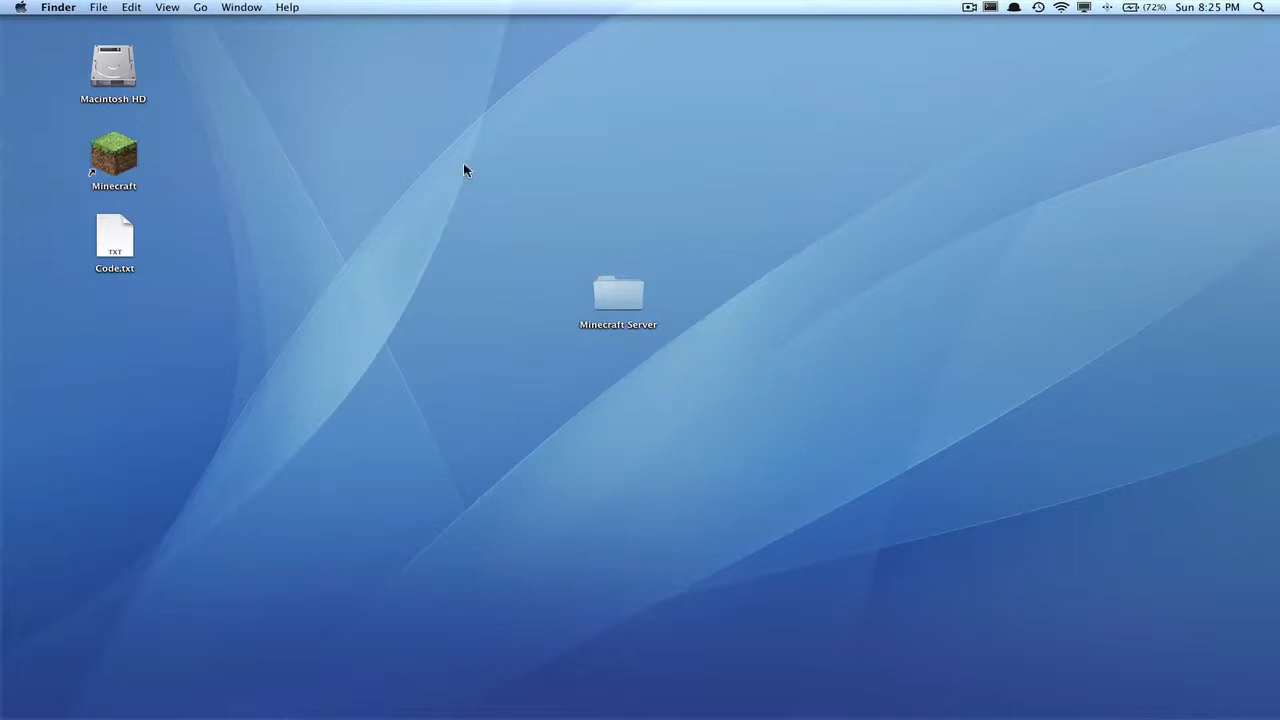 Finder File Edit View Go Window Help (72%) Sun 8:25 PM
Macintosh HD
Minecraft
TXT
Code.txt
Minecraft Server